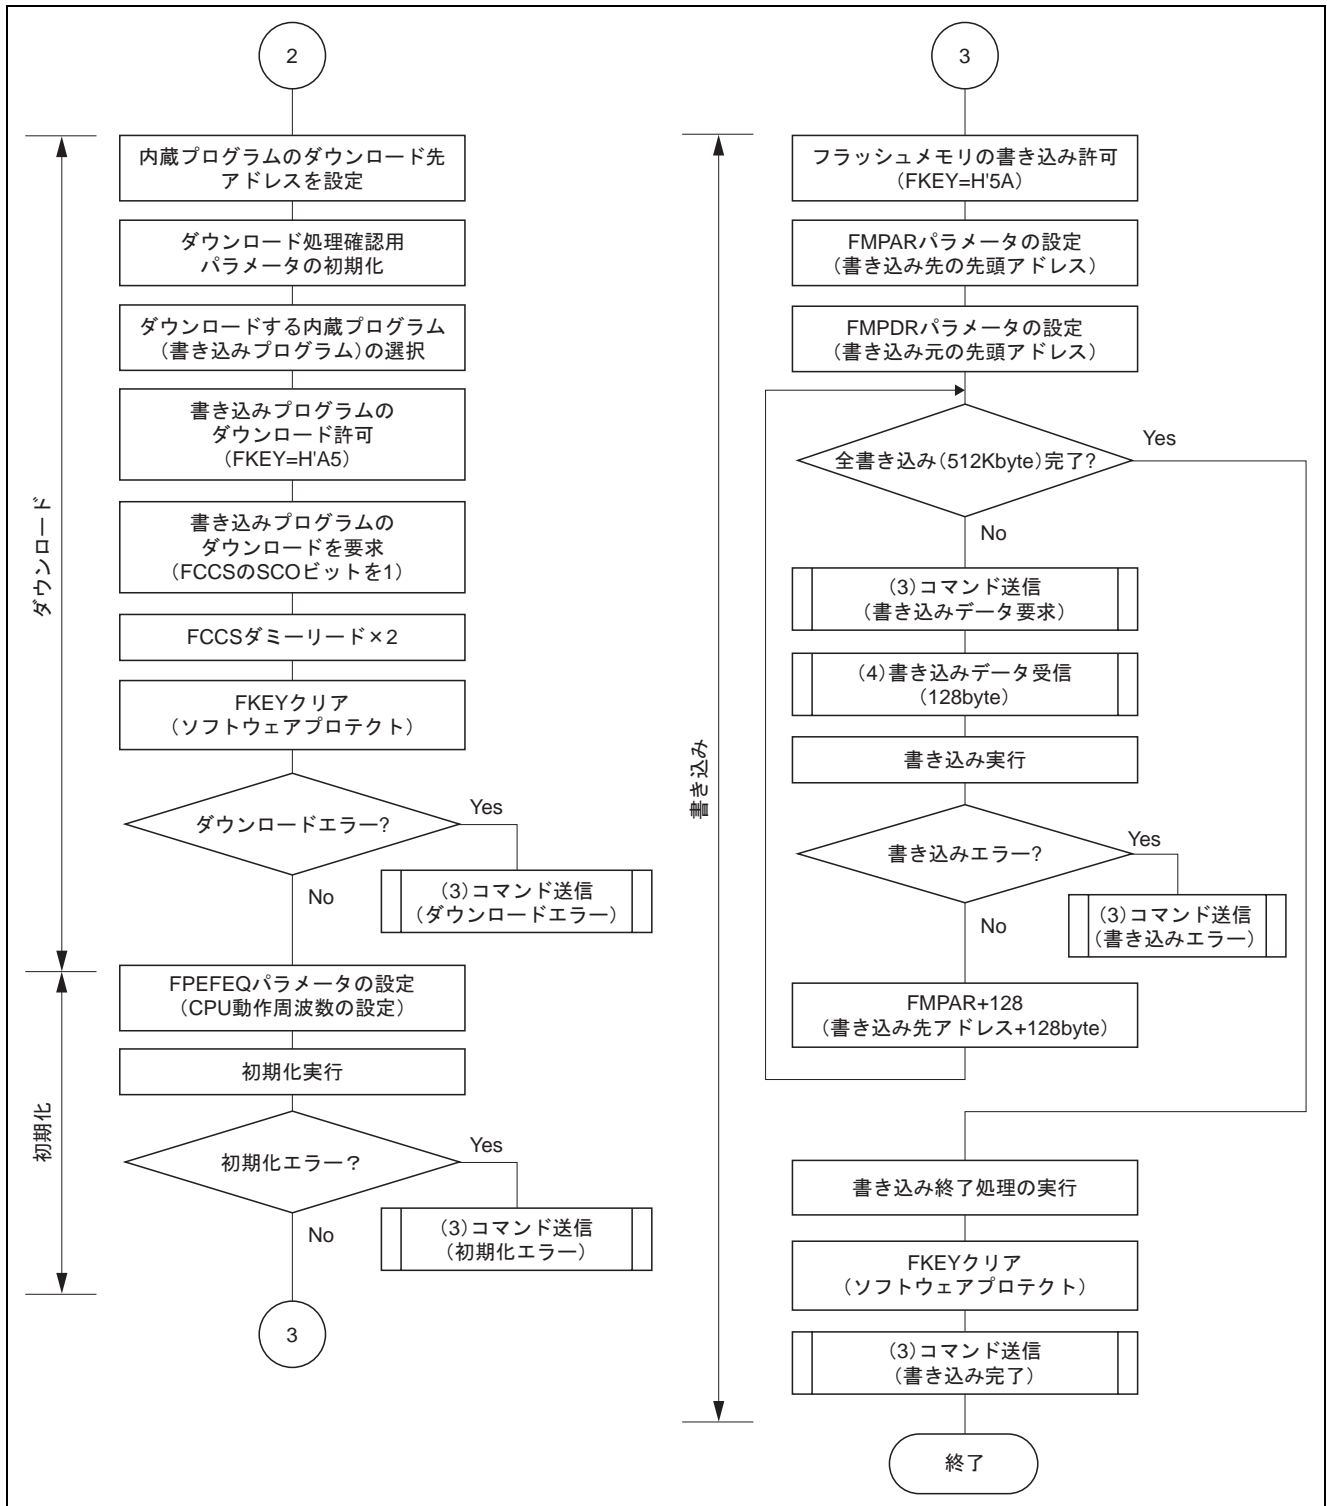 2
内蔵プログラムのダウンロード先
アドレスを設定
ダウンロード処理確認用
パラメータの初期化
ダウンロードする内蔵プログラム
(書き込みプログラム)の選択
書き込みプログラムの
ダウンロード許可
(FKEY=H'A5)
書き込みプログラムの
ダウンロードを要求
(FCCSのSCOビットを1)
FCCSダミーリード×2
FKEYクリア
(ソフトウェアプロテクト)
ダウンロードエラー?
Yes
No
(3)コマンド送信
(ダウンロードエラー)
ダウンロード
FPEFEQパラメータの設定
(CPU動作周波数の設定)
初期化実行
初期化エラー?
Yes
No
(3)コマンド送信
(初期化エラー)
初期化
3
3
フラッシュメモリの書き込み許可
(FKEY=H'5A)
FMPARパラメータの設定
(書き込み先の先頭アドレス)
FMPDRパラメータの設定
(書き込み元の先頭アドレス)
全書き込み(512Kbyte)完了?
Yes
No
(3)コマンド送信
(書き込みデータ要求)
(4)書き込みデータ受信
(128byte)
書き込み実行
書き込みエラー?
Yes
No
(3)コマンド送信
(書き込みエラー)
FMPAR+128
(書き込み先アドレス+128byte)
書き込み
書き込み終了処理の実行
FKEYクリア
(ソフトウェアプロテクト)
(3)コマンド送信
(書き込み完了)
終了